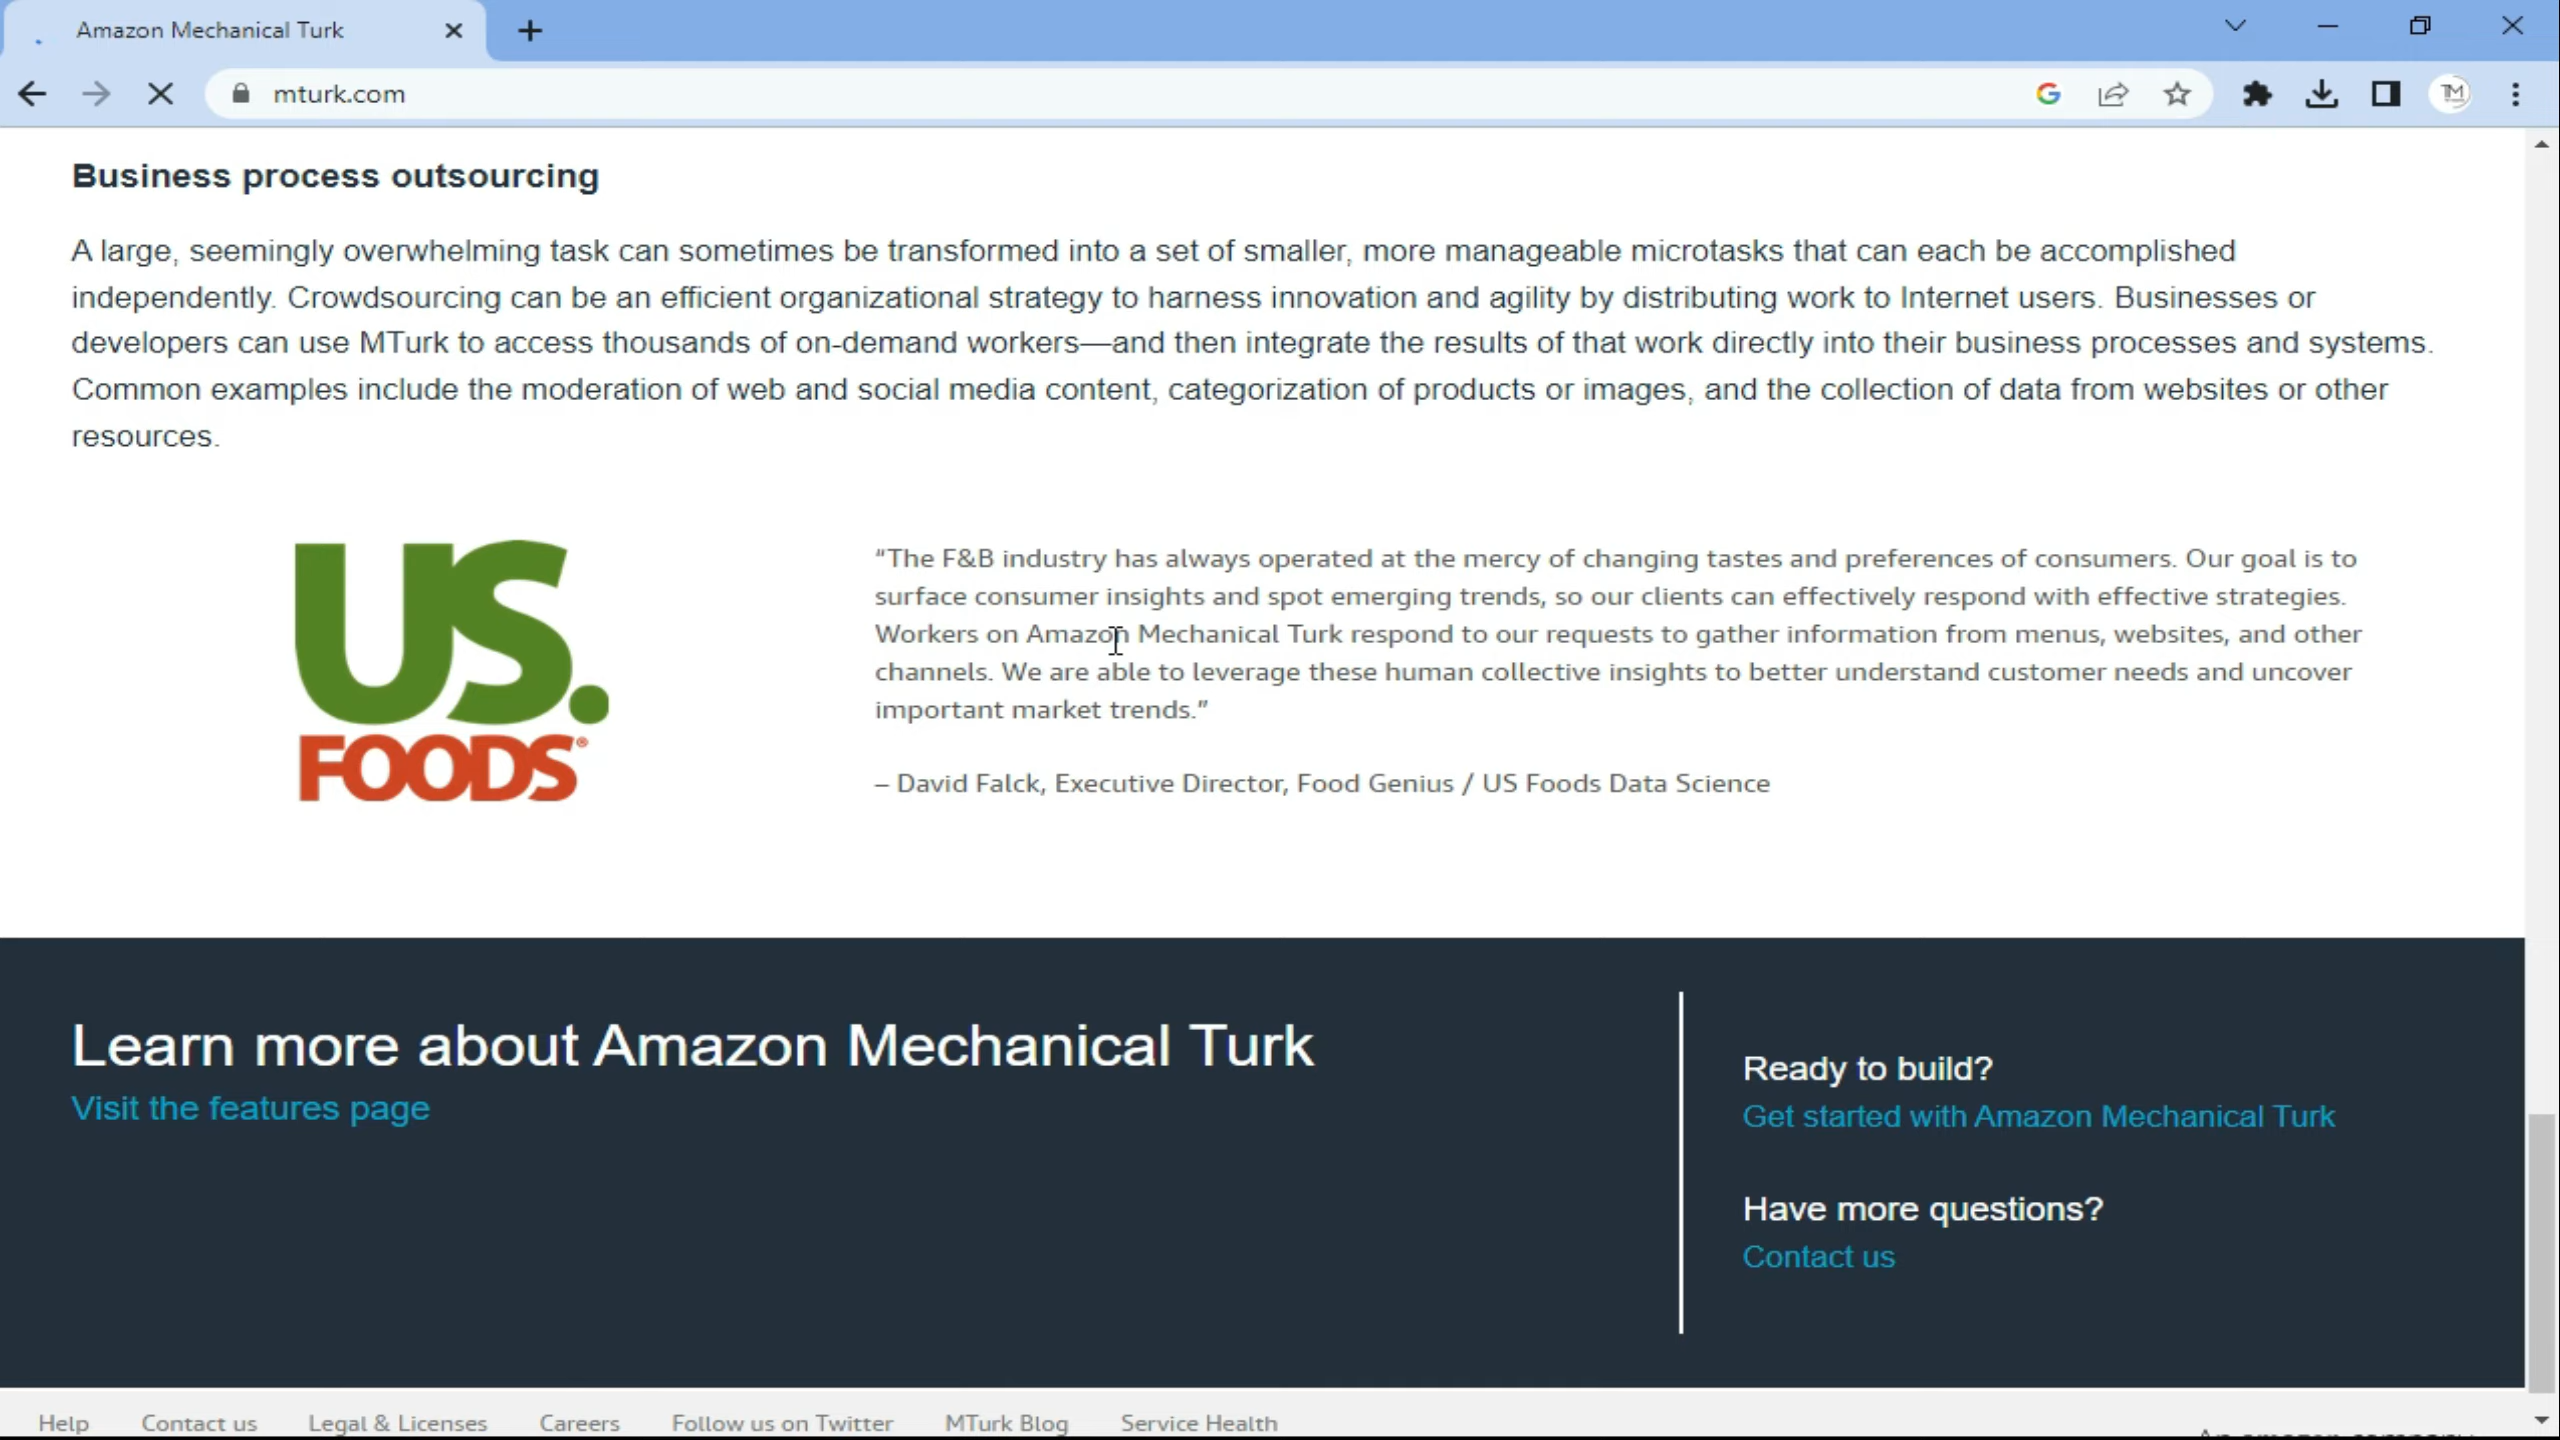 Amazon Mechanical Turk
mturk.com
TM
Business process outsourcing
A large, seemingly overwhelming task can sometimes be transformed into a set of smaller, more manageable microtasks that can each be accomplished
independently. Crowdsourcing can be an efficient organizational strategy to harness innovation and agility by distributing work to Internet users. Businesses or
developers can use MTurk to access thousands of on-demand workers—and then integrate the results of that work directly into their business processes and systems.
Common examples include the moderation of web and social media content, categorization of products or images, and the collection of data from websites or other
resources.
US.
FOODS®
“The F&B industry has always operated at the mercy of changing tastes and preferences of consumers. Our goal is to
surface consumer insights and spot emerging trends, so our clients can effectively respond with effective strategies.
Workers on Amazon Mechanical Turk respond to our requests to gather information from menus, websites, and other
channels. We are able to leverage these human collective insights to better understand customer needs and uncover
important market trends.”
– David Falck, Executive Director, Food Genius / US Foods Data Science
Learn more about Amazon Mechanical Turk
Visit the features page
Ready to build?
Get started with Amazon Mechanical Turk
Have more questions?
Contact us
Help Contact us Legal & Licenses Careers Follow us on Twitter MTurk Blog Service Health
An amazon company